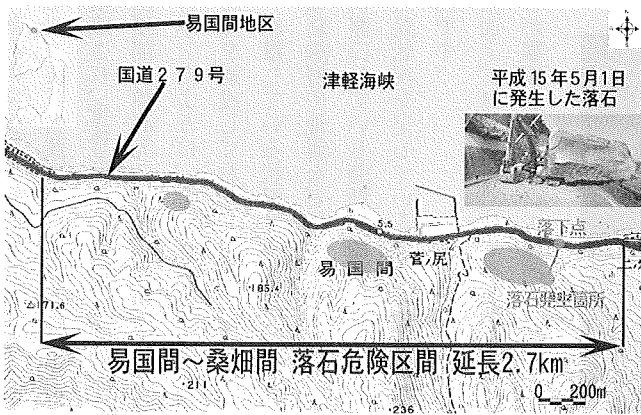 易国間地区
国道279号
津軽海峡
平成15年5月1日
に発生した落石
5.5
落下点
易国間
菅ノ尻
・185.4
171.6
落石発生箇所
易国間～桑畑間 落石危険区間 延長2.7km
・211
・236
0 200m